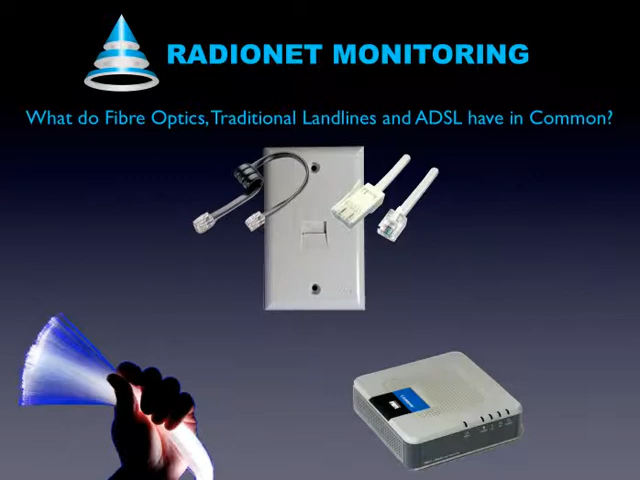 RADIONET MONITORING
What do Fibre Optics, Traditional Landlines and ADSL have in Common?